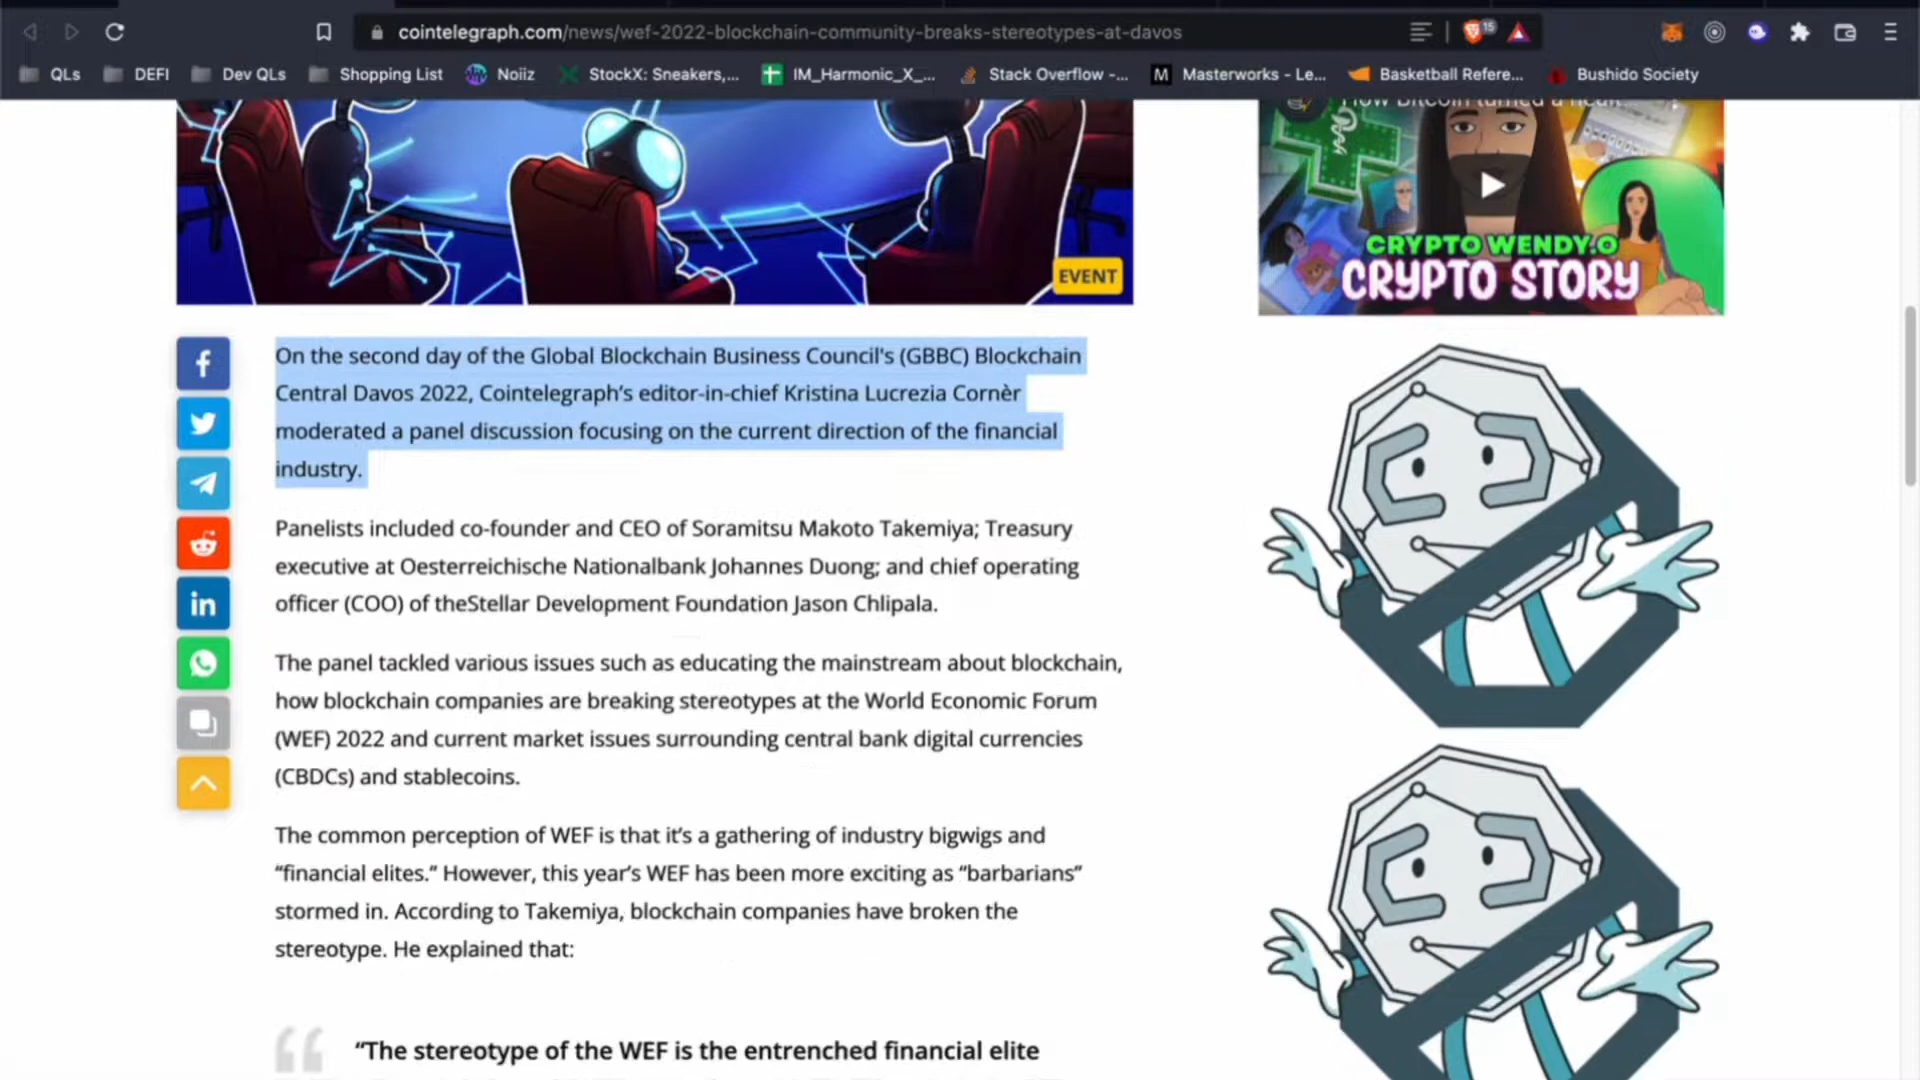 cointelegraph.com/news/wef-2022-blockchain-community-breaks-stereotypes-at-davos
15
QLs
DEFI
Dev QLs
Shopping List
Noiiz
StockX: Sneakers,...
IM_Harmonic_X_...
Stack Overflow -...
M
Masterworks - Le...
Basketball Refere...
Bushido Society
How Bitcoin turned a
CRYPTO WENDY.O
CRYPTO STORY
EVENT
On the second day of the Global Blockchain Business Council's (GBBC) Blockchain
Central Davos 2022, Cointelegraph’s editor-in-chief Kristina Lucrezia Cornèr
moderated a panel discussion focusing on the current direction of the financial
industry.
Panelists included co-founder and CEO of Soramitsu Makoto Takemiya; Treasury
executive at Oesterreichische Nationalbank Johannes Duong; and chief operating
officer (COO) of theStellar Development Foundation Jason Chlipala.
The panel tackled various issues such as educating the mainstream about blockchain,
how blockchain companies are breaking stereotypes at the World Economic Forum
(WEF) 2022 and current market issues surrounding central bank digital currencies
(CBDCs) and stablecoins.
The common perception of WEF is that it’s a gathering of industry bigwigs and
“financial elites.” However, this year’s WEF has been more exciting as “barbarians”
stormed in. According to Takemiya, blockchain companies have broken the
stereotype. He explained that:
“The stereotype of the WEF is the entrenched financial elite